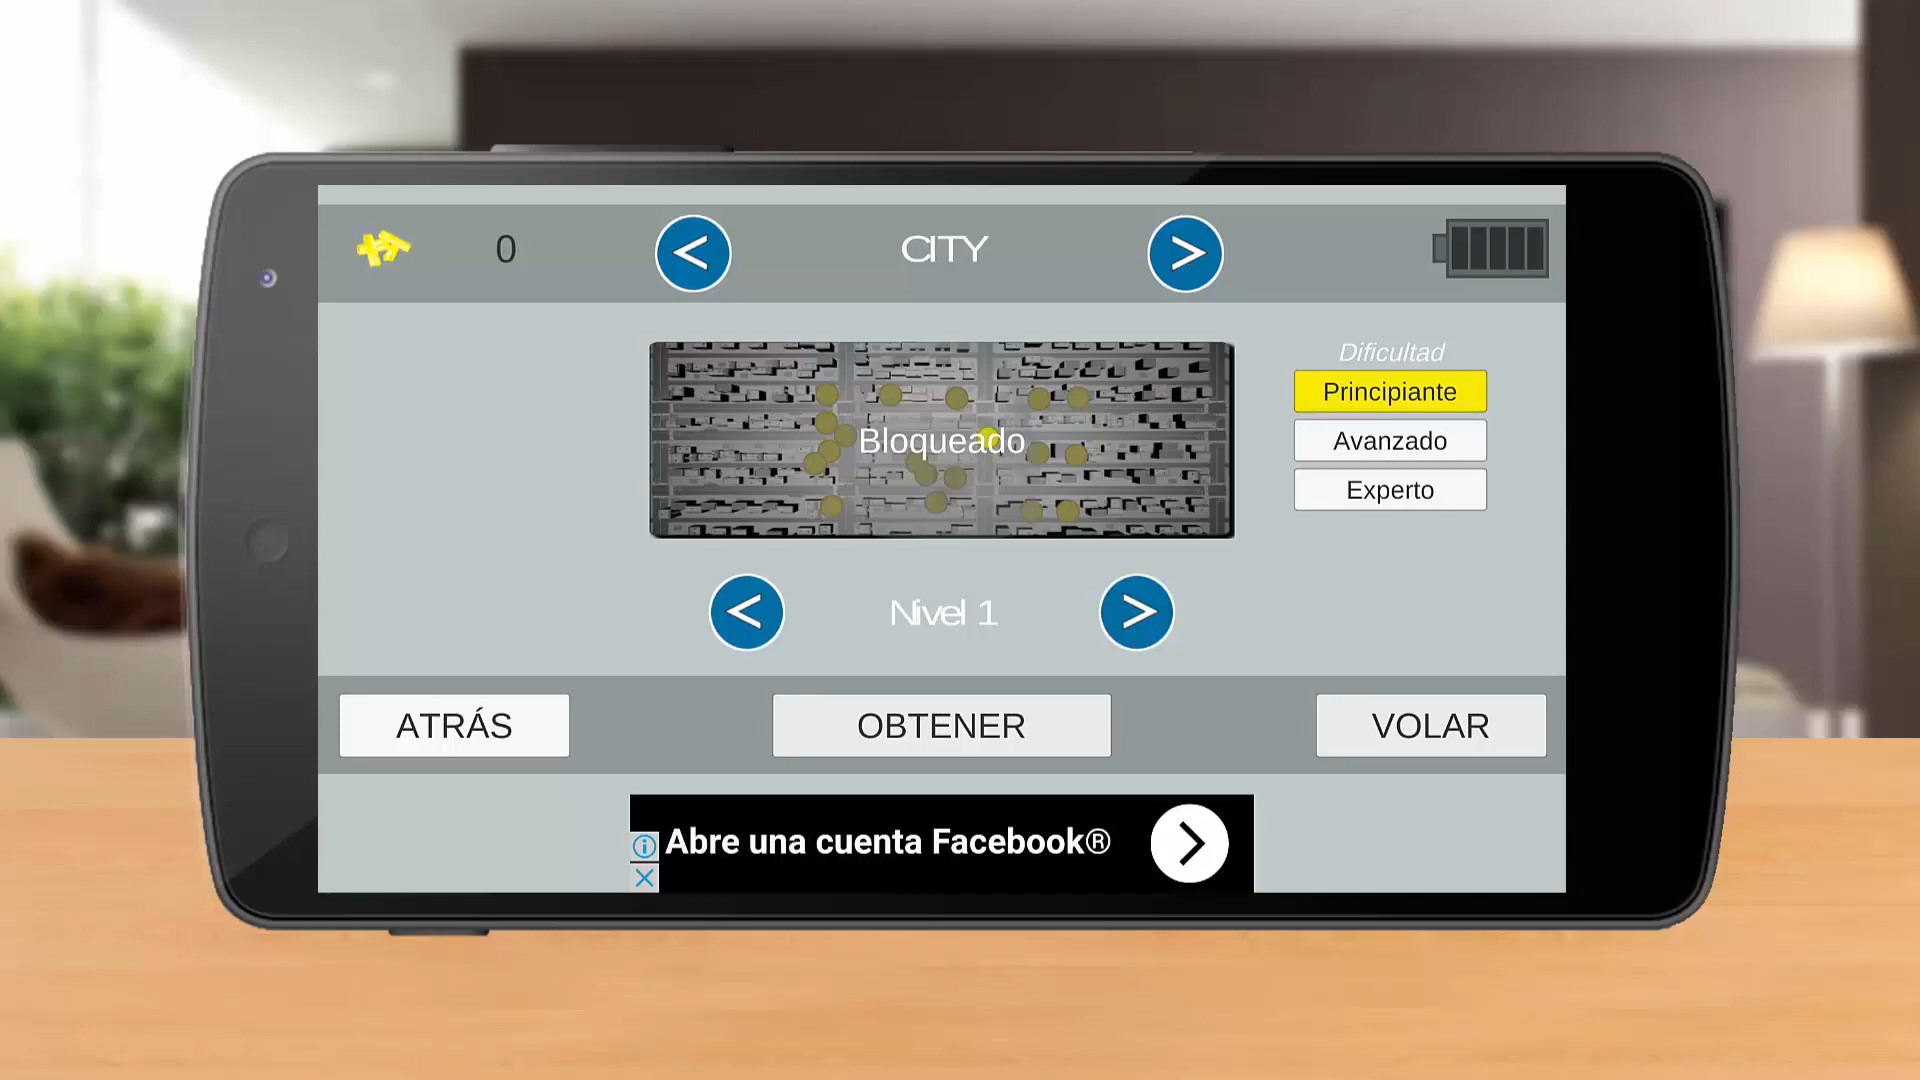 0
<
CITY
>
Dificultad
Principiante
Bloqueado
Avanzado
Experto
<
Nivel 1
>
ATRÁS
OBTENER
VOLAR
Abre una cuenta Facebook®